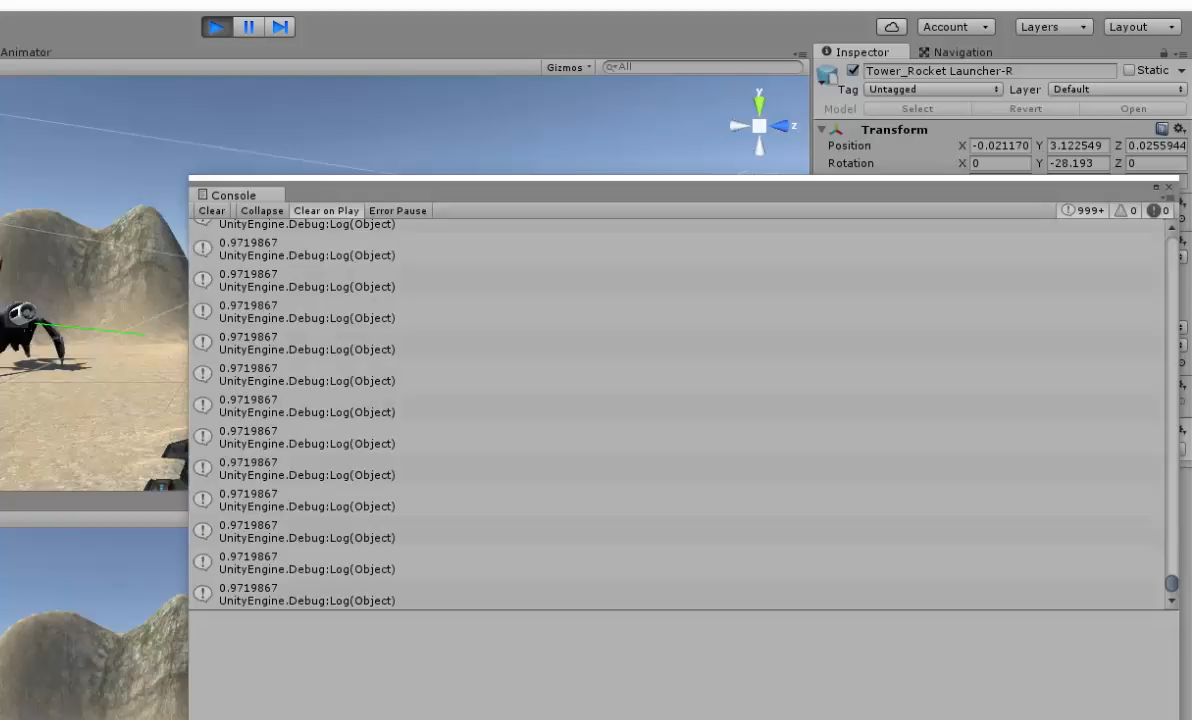 Account Layers Layout
Animator Inspector Navigation
Gizmos All Tower_Rocket Launcher-R Static
Tag Untagged Layer Default
Model Select Revert Open
Transform
Position X -0.021170 Y 3.122549 Z 0.0255944
Rotation X 0 Y -28.193 Z 0
y
z
Console
Clear Collapse Clear on Play Error Pause 999+ 0 0
UnityEngine.Debug:Log(Object)
0.9719867
UnityEngine.Debug:Log(Object)
0.9719867
UnityEngine.Debug:Log(Object)
0.9719867
UnityEngine.Debug:Log(Object)
0.9719867
UnityEngine.Debug:Log(Object)
0.9719867
UnityEngine.Debug:Log(Object)
0.9719867
UnityEngine.Debug:Log(Object)
0.9719867
UnityEngine.Debug:Log(Object)
0.9719867
UnityEngine.Debug:Log(Object)
0.9719867
UnityEngine.Debug:Log(Object)
0.9719867
UnityEngine.Debug:Log(Object)
0.9719867
UnityEngine.Debug:Log(Object)
0.9719867
UnityEngine.Debug:Log(Object)